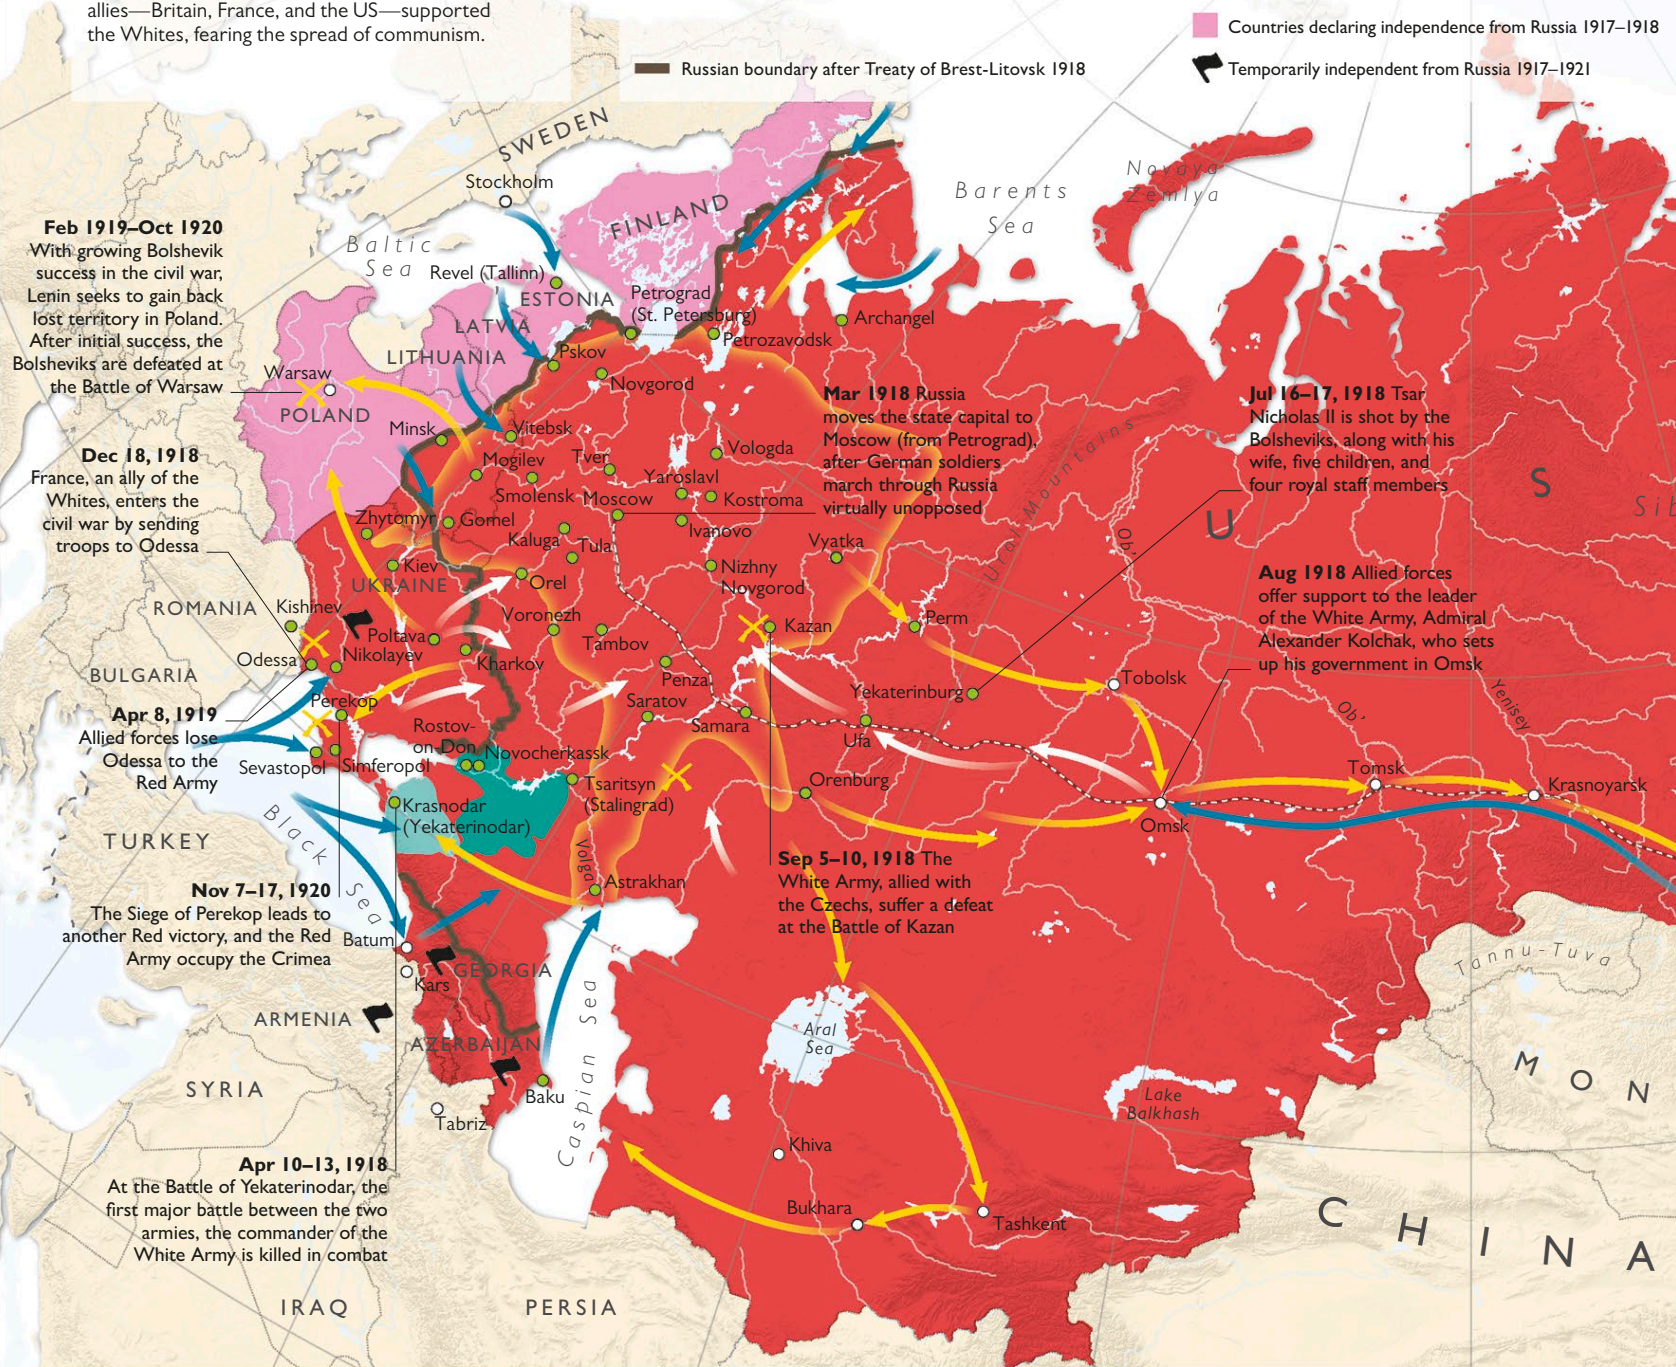 allies—Britain, France, and the US—supported
the Whites, fearing the spread of communism.
Countries declaring independence from Russia 1917–1918
Russian boundary after Treaty of Brest-Litovsk 1918
Temporarily independent from Russia 1917–1921
SWEDEN
Stockholm
Novaya
Zemlya
Barents
Sea
FINLAND
Feb 1919–Oct 1920
With growing Bolshevik
success in the civil war,
Lenin seeks to gain back
lost territory in Poland.
After initial success, the
Bolsheviks are defeated at
the Battle of Warsaw
Baltic
Sea
Revel (Tallinn)
ESTONIA
Petrograd
(St. Petersburg)
LATVIA
Archangel
Petrozavodsk
LITHUANIA
Pskov
Warsaw
Novgorod
POLAND
Mar 1918 Russia
moves the state capital to
Moscow (from Petrograd),
after German soldiers
march through Russia
virtually unopposed
Jul 16–17, 1918 Tsar
Nicholas II is shot by the
Bolsheviks, along with his
wife, five children, and
four royal staff members
Minsk
Vitebsk
Vologda
Dec 18, 1918
France, an ally of the
Whites, enters the
civil war by sending
troops to Odessa
Mogilev
Tver
Yaroslavl
Smolensk
Moscow
Kostroma
Ural Mountains
S
U
Sib
Zhytomyr
Gomel
Kaluga
Tula
Ivanovo
Vyatka
Ob'
Kiev
UKRAINE
Orel
Nizhny
Novgorod
Aug 1918 Allied forces
offer support to the leader
of the White Army, Admiral
Alexander Kolchak, who sets
up his government in Omsk
ROMANIA
Kishinev
Voronezh
Perm
Poltava
Kazan
Tambov
Odessa
Nikolayev
Kharkov
BULGARIA
Penza
Yekaterinburg
Tobolsk
Yenisey
Ob'
Perekop
Saratov
Apr 8, 1919
Allied forces lose
Odessa to the
Red Army
Rostov-
on-Don
Samara
Ufa
Novocherkassk
Sevastopol
Simferopol
Tsaritsyn
(Stalingrad)
Orenburg
Tomsk
Krasnoyarsk
Krasnodar
(Yekaterinodar)
Omsk
Black
Sea
TURKEY
Volga
Sep 5–10, 1918 The
White Army, allied with
the Czechs, suffer a defeat
at the Battle of Kazan
Astrakhan
Nov 7–17, 1920
The Siege of Perekop leads to
another Red victory, and the Red
Army occupy the Crimea
Batum
GEORGIA
Kars
Tannu-Tuva
ARMENIA
AZERBAIJAN
Caspian Sea
Aral
Sea
MON
SYRIA
Baku
Lake
Balkhash
Tabriz
Khiva
Apr 10–13, 1918
At the Battle of Yekaterinodar, the
first major battle between the two
armies, the commander of the
White Army is killed in combat
Bukhara
Tashkent
CHINA
IRAQ
PERSIA